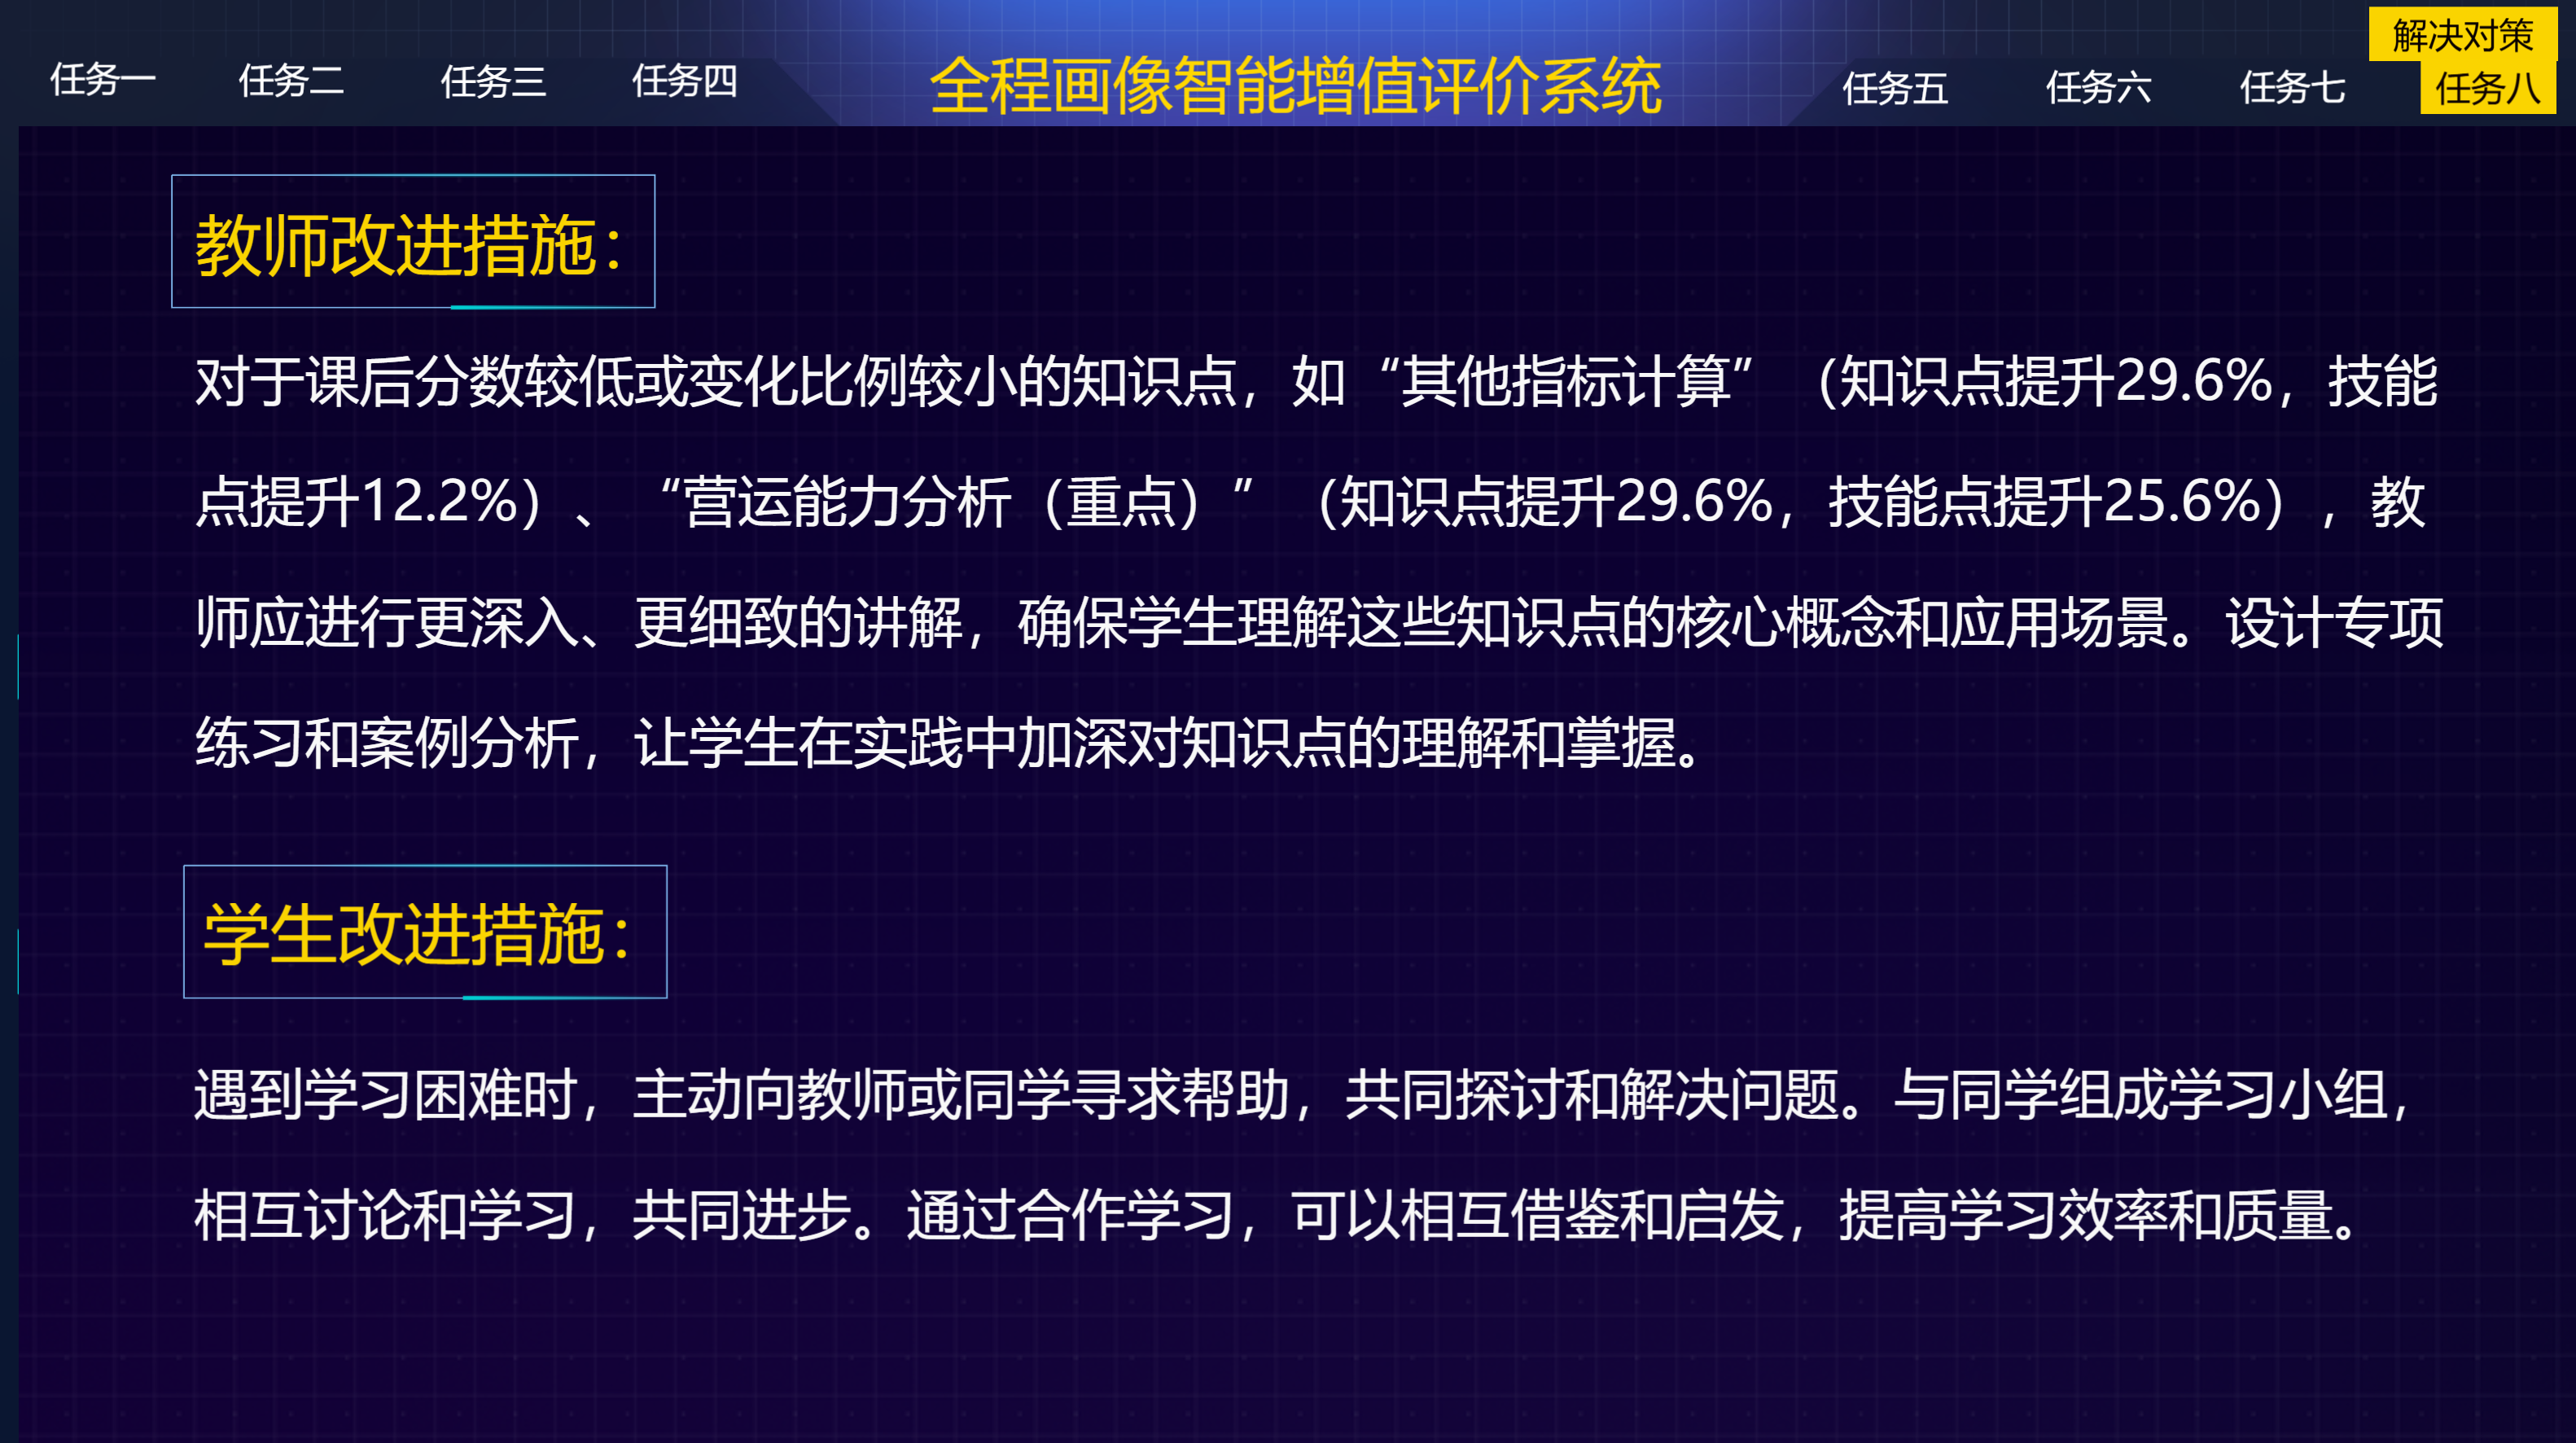 解决对策
任务一 任务二 任务三 任务四 全程画像智能增值评价系统 任务五 任务六 任务七 任务八
教师改进措施：
对于课后分数较低或变化比例较小的知识点，如“其他指标计算”（知识点提升29.6%，技能
点提升12.2%）、“营运能力分析（重点）”（知识点提升29.6%，技能点提升25.6%），教
师应进行更深入、更细致的讲解，确保学生理解这些知识点的核心概念和应用场景。设计专项
练习和案例分析，让学生在实践中加深对知识点的理解和掌握。
学生改进措施：
遇到学习困难时，主动向教师或同学寻求帮助，共同探讨和解决问题。与同学组成学习小组，
相互讨论和学习，共同进步。通过合作学习，可以相互借鉴和启发，提高学习效率和质量。